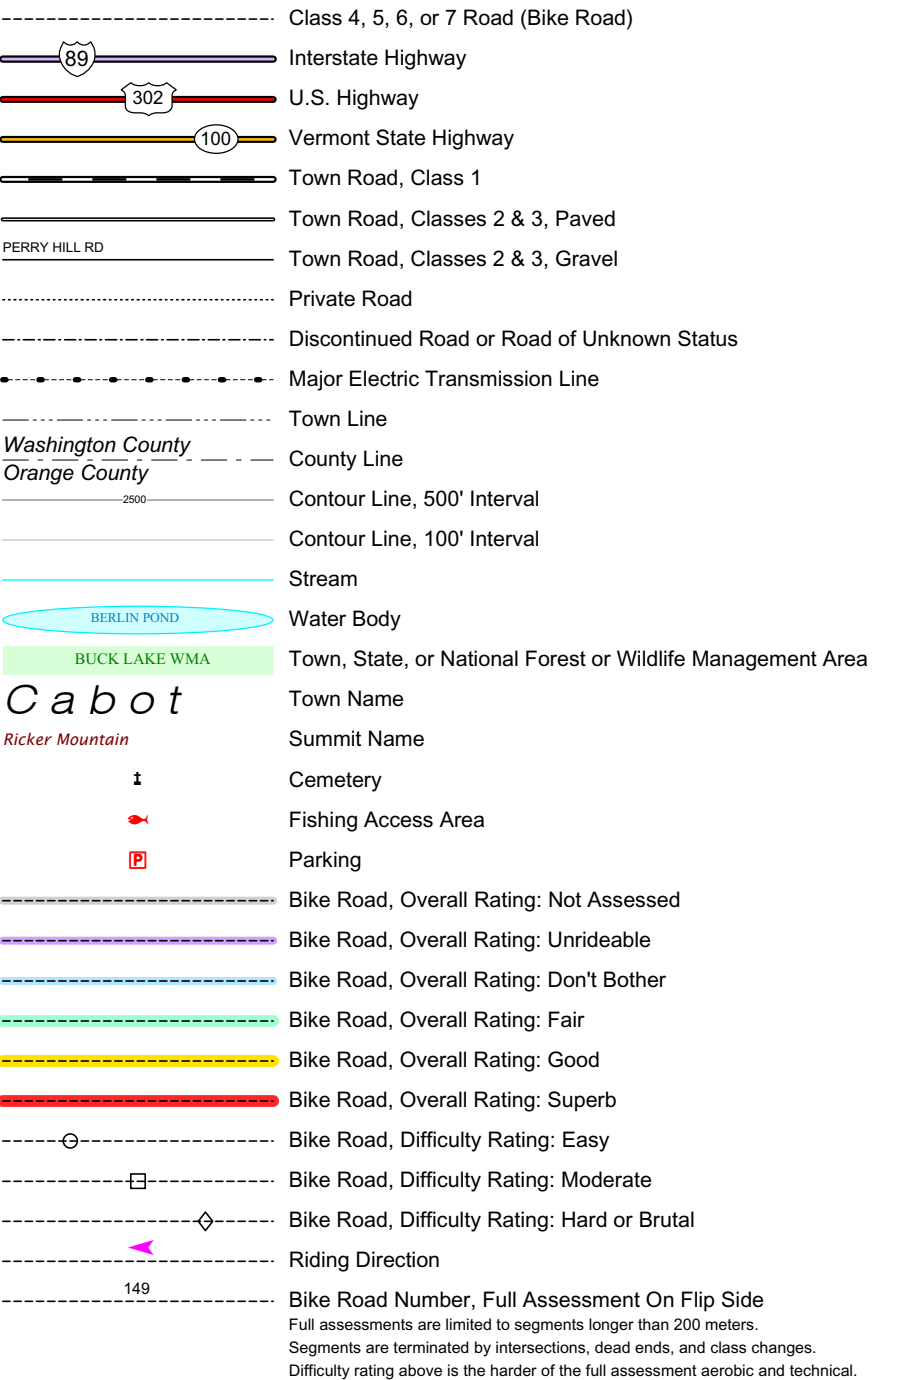 Class 4, 5, 6, or 7 Road (Bike Road)
89 Interstate Highway
302 U.S. Highway
100 Vermont State Highway
Town Road, Class 1
Town Road, Classes 2 & 3, Paved
PERRY HILL RD Town Road, Classes 2 & 3, Gravel
Private Road
Discontinued Road or Road of Unknown Status
Major Electric Transmission Line
Town Line
Washington County
County Line
Orange County
2500 Contour Line, 500' Interval
Contour Line, 100' Interval
Stream
BERLIN POND Water Body
BUCK LAKE WMA Town, State, or National Forest or Wildlife Management Area
Cabot Town Name
Ricker Mountain Summit Name
Cemetery
Fishing Access Area
P Parking
Bike Road, Overall Rating: Not Assessed
Bike Road, Overall Rating: Unrideable
Bike Road, Overall Rating: Don't Bother
Bike Road, Overall Rating: Fair
Bike Road, Overall Rating: Good
Bike Road, Overall Rating: Superb
Bike Road, Difficulty Rating: Easy
Bike Road, Difficulty Rating: Moderate
Bike Road, Difficulty Rating: Hard or Brutal
Riding Direction
149 Bike Road Number, Full Assessment On Flip Side
Full assessments are limited to segments longer than 200 meters.
Segments are terminated by intersections, dead ends, and class changes.
Difficulty rating above is the harder of the full assessment aerobic and technical.